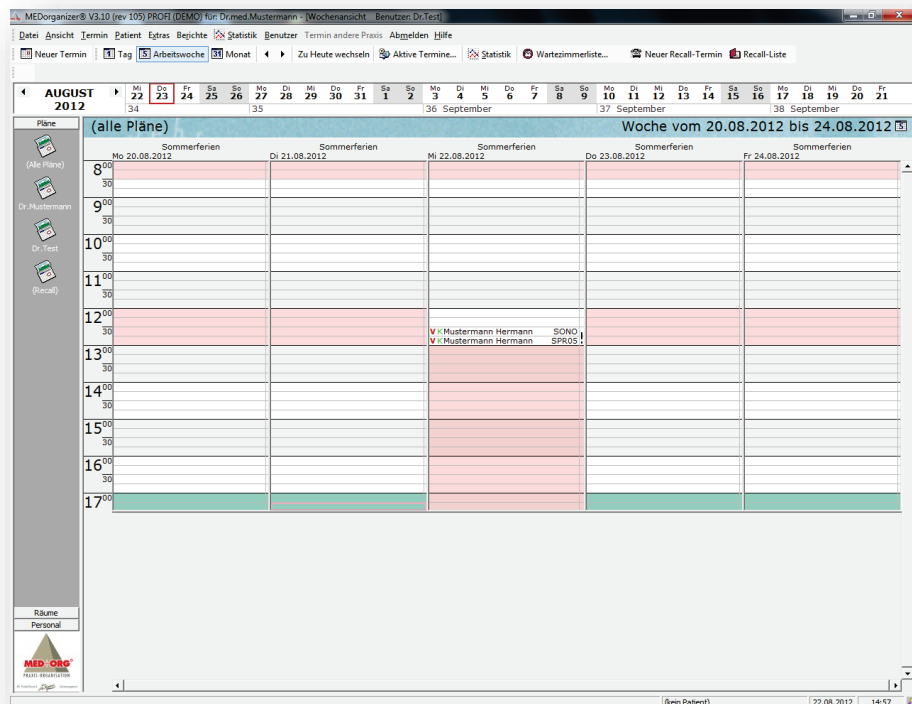 MEDorganizer® V3.10 (rev 105) PROFI (DEMO) für: Dr.med.Mustermann - [Wochenansicht Benutzer: Dr.Test]
Datei Ansicht Termin Patient Extras Berichte Statistik Benutzer Termin andere Praxis Abmelden Hilfe
Neuer Termin 1 Tag 5 Arbeitswoche 31 Monat Zu Heute wechseln Aktive Termine... Statistik Wartezimmerliste... Neuer Recall-Termin Recall-Liste
AUGUST 2012
Mi Do Fr Sa So Mo Di Mi Do Fr Sa So Mo Di Mi Do Fr Sa So Mo Di Mi Do Fr Sa So Mo Di Mi Do Fr
22 23 24 25 26 27 28 29 30 31 1 2 3 4 5 6 7 8 9 10 11 12 13 14 15 16 17 18 19 20 21
34 35 36 September 37 September 38 September
Pläne
(alle Pläne) Woche vom 20.08.2012 bis 24.08.2012 5
Sommerferien Sommerferien Sommerferien Sommerferien Sommerferien
Mo 20.08.2012 Di 21.08.2012 Mi 22.08.2012 Do 23.08.2012 Fr 24.08.2012
(Alle Pläne)
Dr.Mustermann
Dr.Test
(Recall)
8 00
30
9 00
30
10 00
30
11 00
30
12 00
30
V K Mustermann Hermann SONO
V K Mustermann Hermann SPR05 !
13 00
30
14 00
30
15 00
30
16 00
30
17 00
Räume
Personal
MED ORG®
PRAXIS-ORGANISATION
(kein Patient) 22.08.2012 14:57